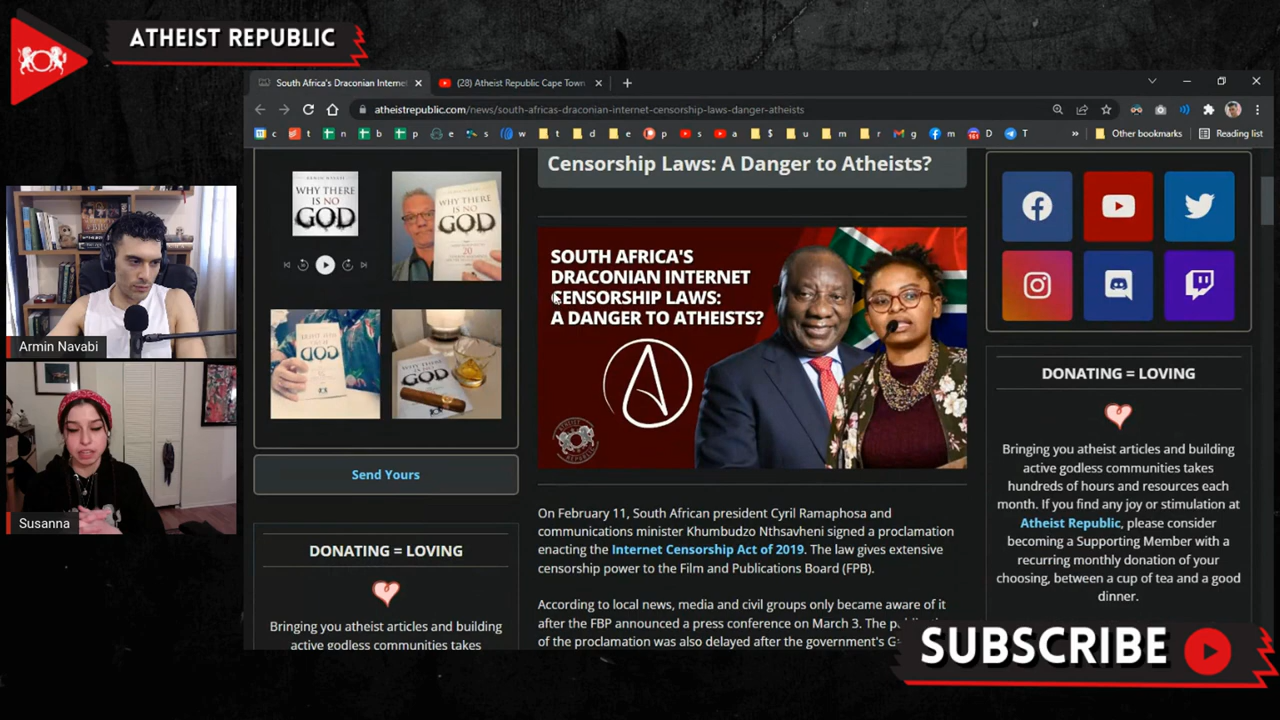 ATHEIST REPUBLIC
South Africa's Draconian Interne
(28) Atheist Republic Cape Town
atheistrepublic.com/news/south-africas-draconian-internet-censorship-laws-danger-atheists
c t n b p e s w t d e p s a $ u m r g m D T » Other bookmarks Reading list
161
Censorship Laws: A Danger to Atheists?
WHY THERE
IS NO
GOD
WHY THERE
IS NO
GOD
WHY THERE
IS NO
GOD
GOD
SOUTH AFRICA'S
DRACONIAN INTERNET
CENSORSHIP LAWS:
A DANGER TO ATHEISTS?
ATHEIST
REPUBLIC
Armin Navabi
Susanna
Send Yours
DONATING = LOVING
Bringing you atheist articles and building
active godless communities takes
On February 11, South African president Cyril Ramaphosa and
communications minister Khumbudzo Nthsavheni signed a proclamation
enacting the Internet Censorship Act of 2019. The law gives extensive
censorship power to the Film and Publications Board (FPB).
According to local news, media and civil groups only became aware of it
after the FBP announced a press conference on March 3. The
of the proclamation was also delayed after the government's
DONATING = LOVING
Bringing you atheist articles and building
active godless communities takes
hundreds of hours and resources each
month. If you find any joy or stimulation at
Atheist Republic, please consider
becoming a Supporting Member with a
recurring monthly donation of your
choosing, between a cup of tea and a good
dinner.
SUBSCRIBE